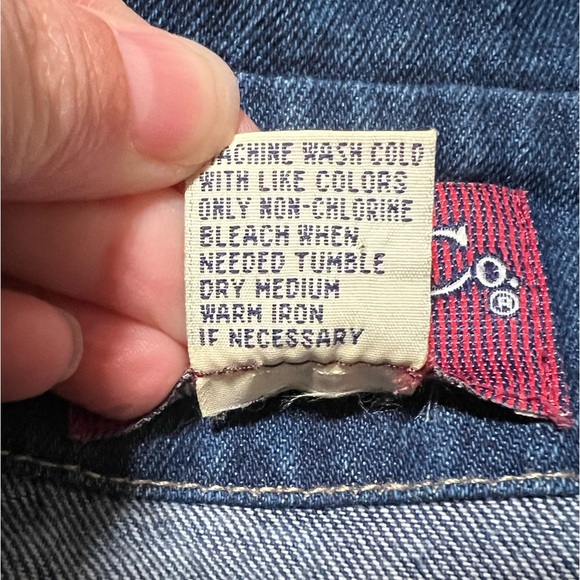 MACHINE WASH COLD
WITH LIKE COLORS
ONLY NON-CHLORINE
BLEACH WHEN
NEEDED TUMBLE
DRY MEDIUM
WARM IRON
IF NECESSARY
Co.®